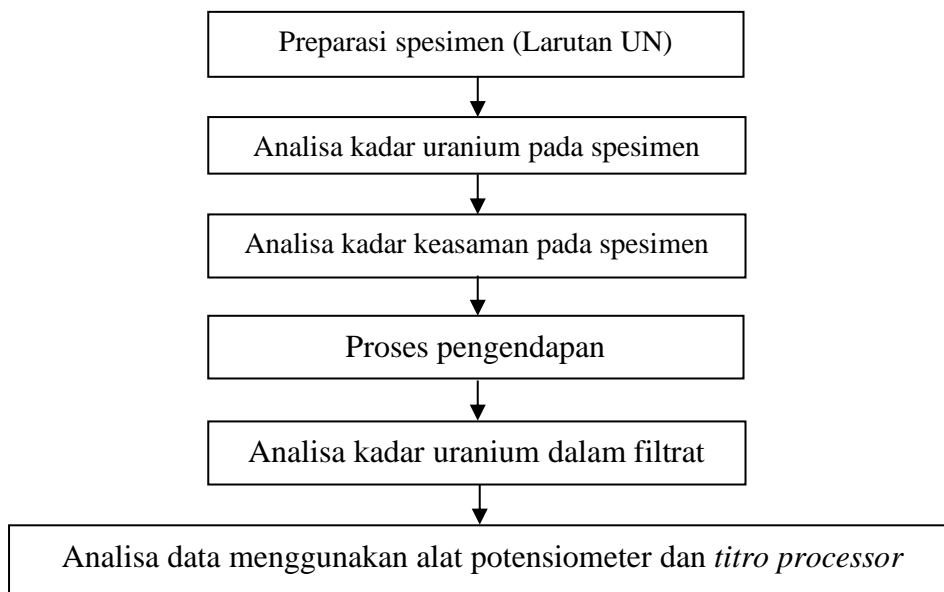 Preparasi spesimen (Larutan UN)
Analisa kadar uranium pada spesimen
Analisa kadar keasaman pada spesimen
Proses pengendapan
Analisa kadar uranium dalam filtrat
Analisa data menggunakan alat potensiometer dan titro processor